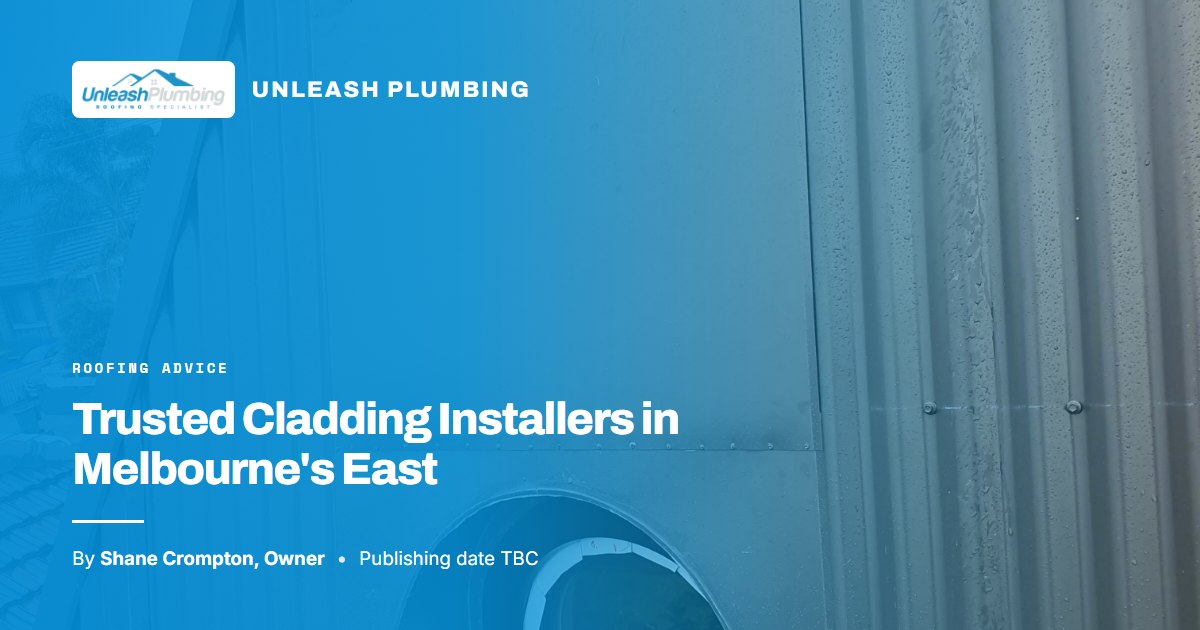 UnleashPlumbing
ROOFING SPECIALIST
UNLEASH PLUMBING
ROOFING ADVICE
Trusted Cladding Installers in
Melbourne's East
By Shane Crompton, Owner • Publishing date TBC